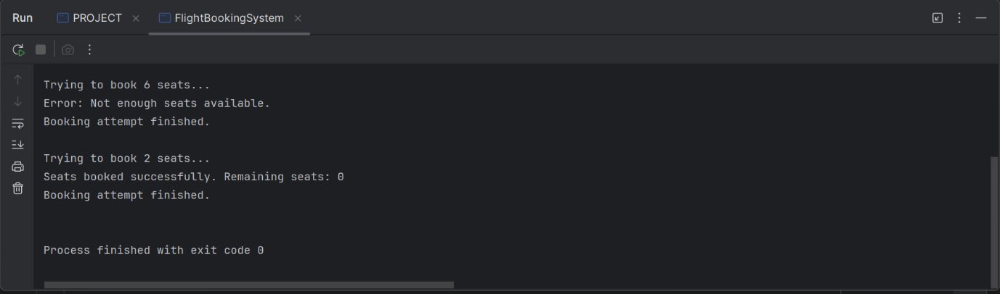 Run PROJECT FlightBookingSystem
Trying to book 6 seats...
Error: Not enough seats available.
Booking attempt finished.
Trying to book 2 seats...
Seats booked successfully. Remaining seats: 0
Booking attempt finished.
Process finished with exit code 0